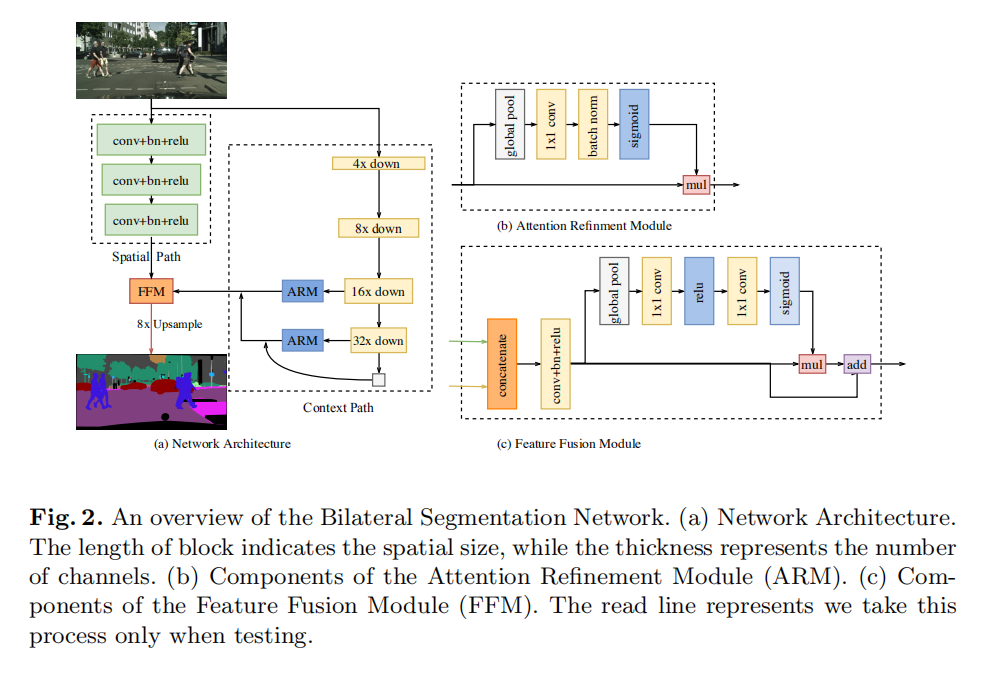 conv+bn+relu
conv+bn+relu
conv+bn+relu
Spatial Path
FFM
8x Upsample
4x down
8x down
ARM
16x down
ARM
32x down
Context Path
(a) Network Architecture
global pool
1x1 conv
batch norm
sigmoid
mul
(b) Attention Refinment Module
concatenate
conv+bn+relu
global pool
1x1 conv
relu
1x1 conv
sigmoid
mul
add
(c) Feature Fusion Module
Fig. 2. An overview of the Bilateral Segmentation Network. (a) Network Architecture.
The length of block indicates the spatial size, while the thickness represents the number
of channels. (b) Components of the Attention Refinement Module (ARM). (c) Com-
ponents of the Feature Fusion Module (FFM). The read line represents we take this
process only when testing.